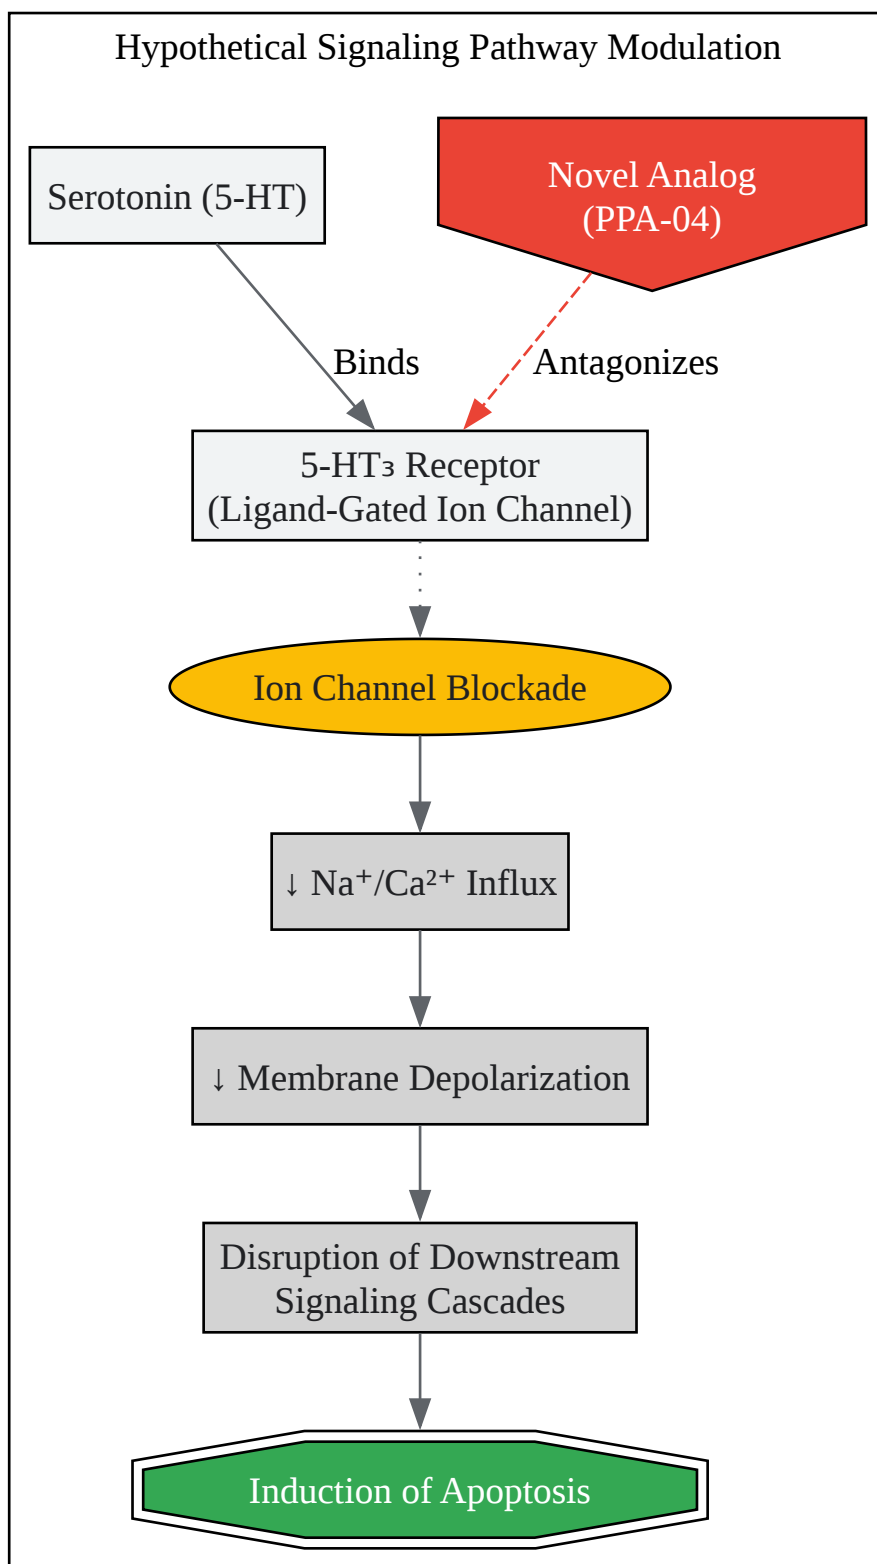 Hypothetical Signaling Pathway Modulation
Serotonin (5-HT)
Novel Analog
(PPA-04)
Binds
Antagonizes
5-HT₃ Receptor
(Ligand-Gated Ion Channel)
Ion Channel Blockade
↓ Na⁺/Ca²⁺ Influx
↓ Membrane Depolarization
Disruption of Downstream
Signaling Cascades
Induction of Apoptosis